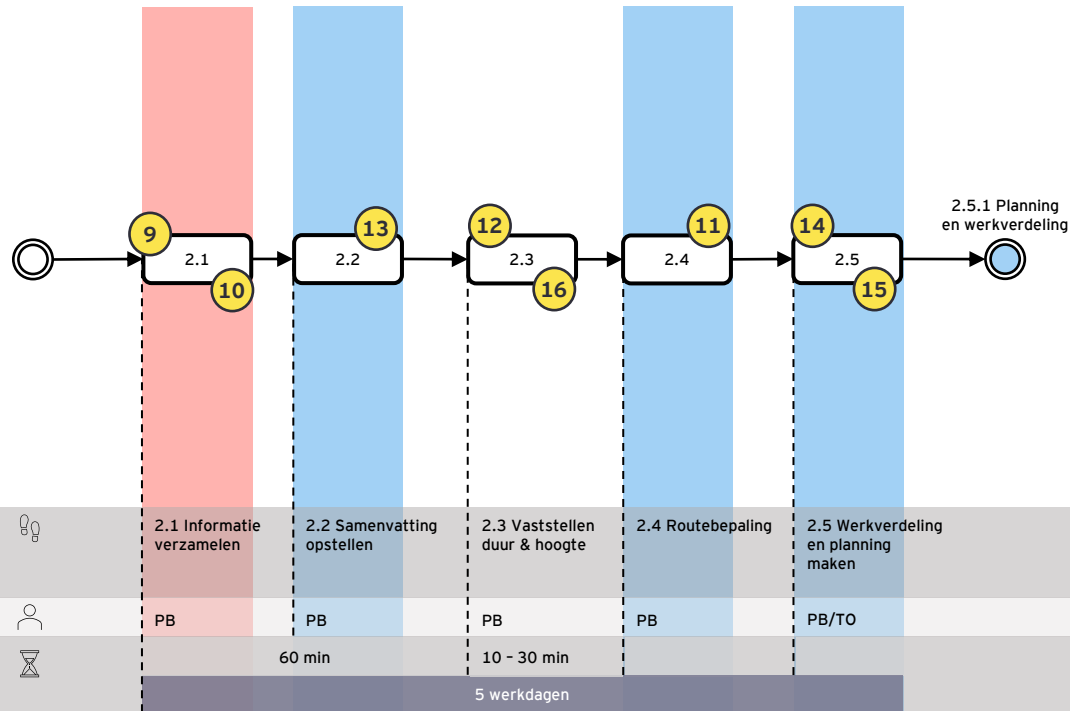 9
2.1
10
2.2
13
12
2.3
16
11
2.4
14
2.5
15
2.5.1 Planning
en werkverdeling
2.1 Informatie
verzamelen
2.2 Samenvatting
opstellen
2.3 Vaststellen
duur & hoogte
2.4 Routebepaling
2.5 Werkverdeling
en planning
maken
PB
PB
PB
PB
PB/TO
60 min
10 – 30 min
5 werkdagen